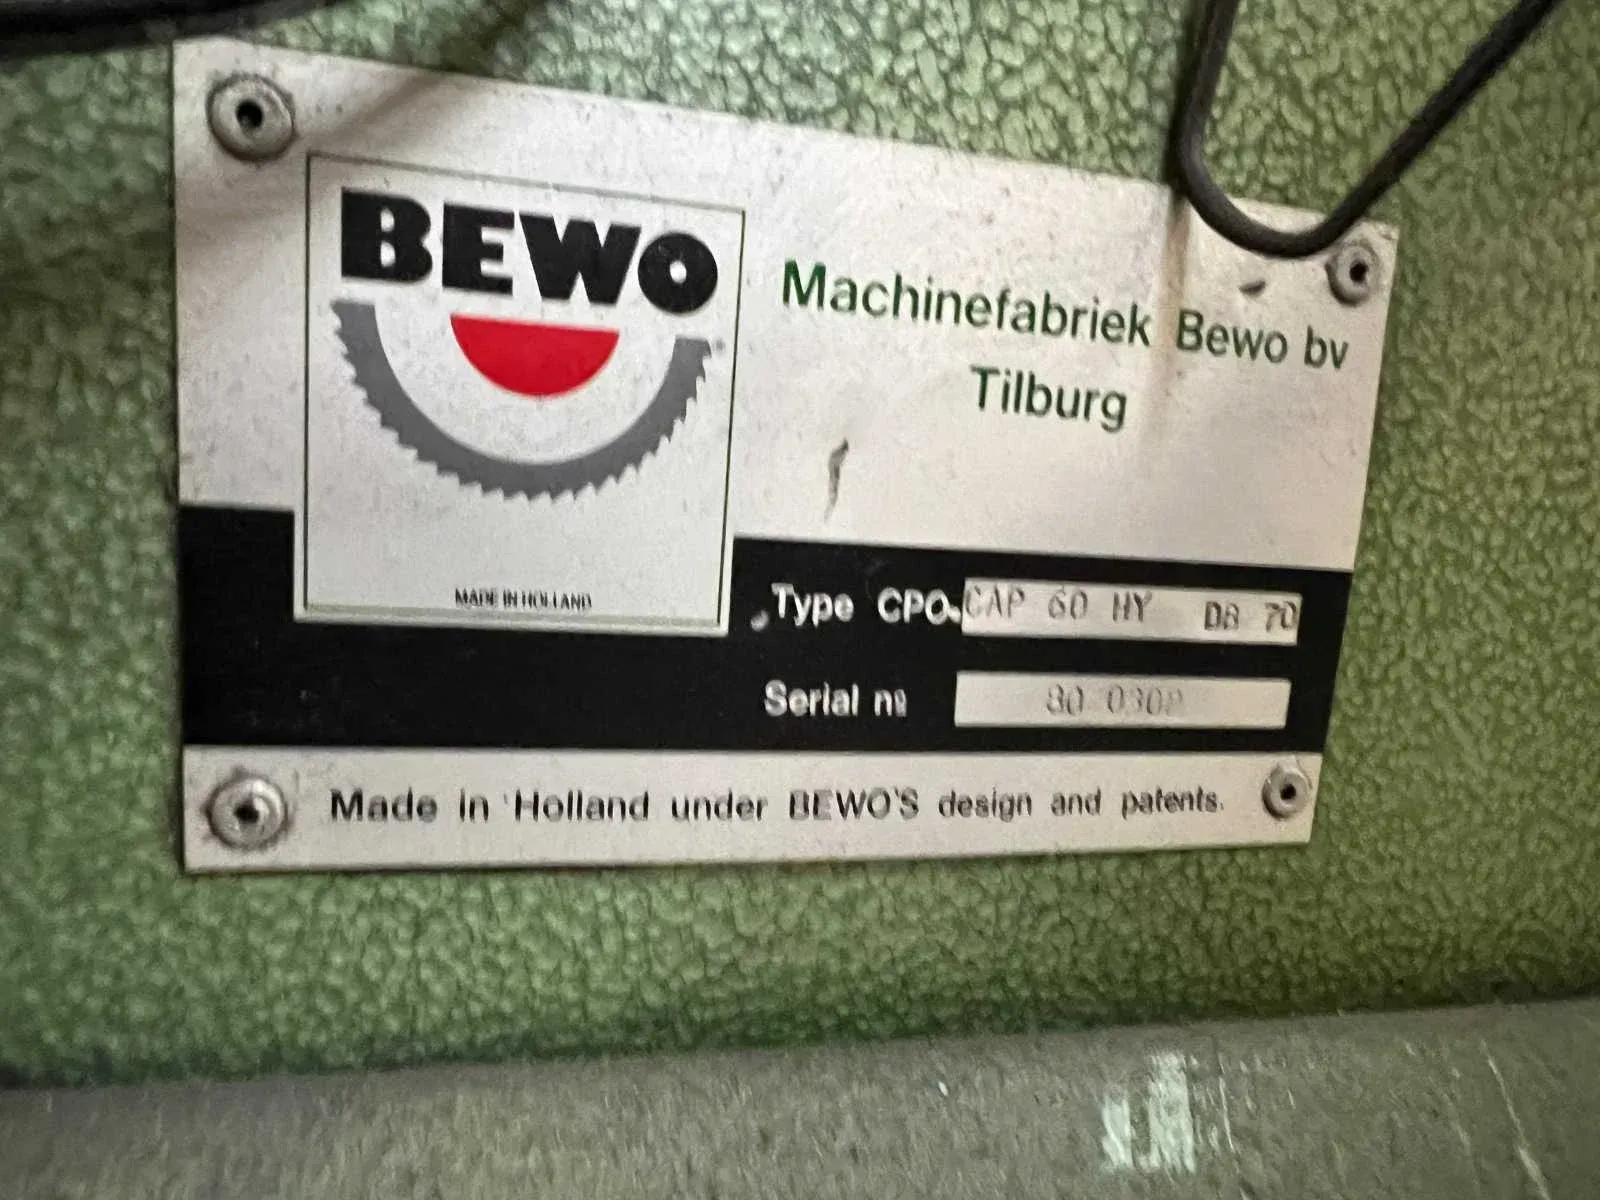 BEWO
Machinefabriek Bewo bv
Tilburg
MADE IN HOLLAND
Type CPO. CAP 60 HY DB 70
Serial nº 80
Made in Holland under BEWO'S design and patents.